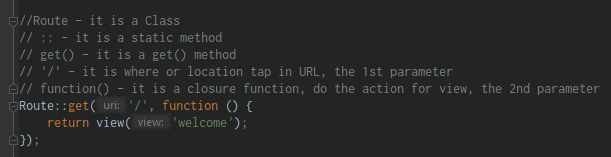 //Route – it is a Class
// :: – it is a static method
// get() – it is a get() method
// '/' – it is where or location tap in URL, the 1st parameter
// function() – it is a closure function, do the action for view, the 2nd parameter
Route::get( uri: '/', function () {
    return view( view: 'welcome');
});